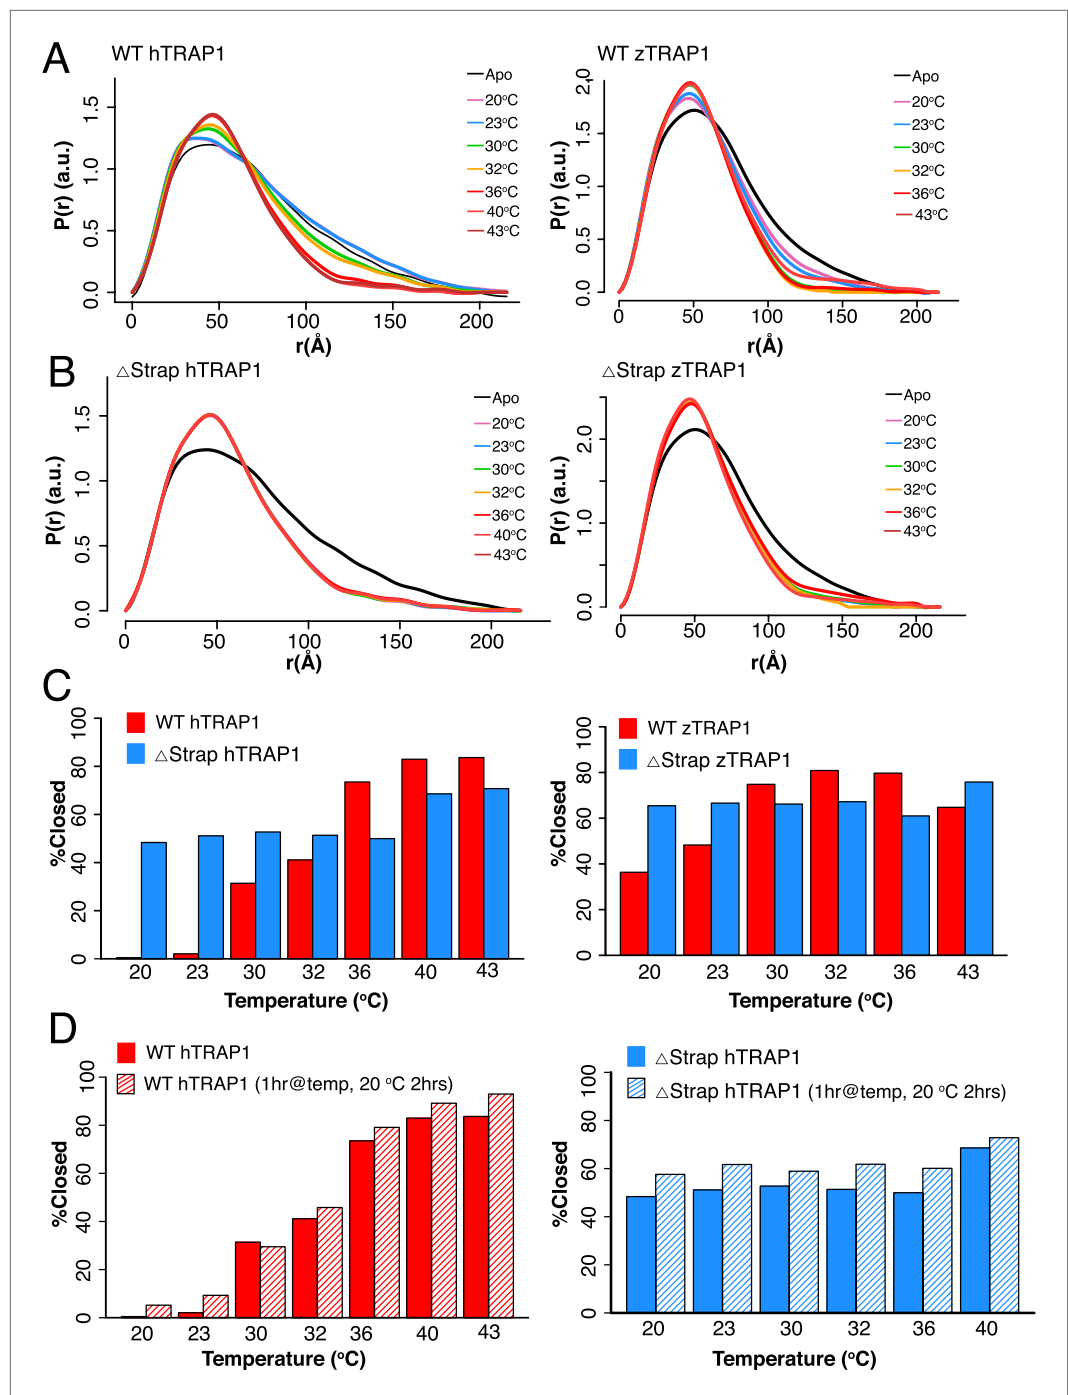 A
WT hTRAP1
P(r) (a.u.)
0.0
0.5
1.0
1.5
Apo
20°C
23°C
30°C
32°C
36°C
40°C
43°C
0
50
100
150
200
r(Å)
WT zTRAP1
P(r) (a.u.)
0.0
0.5
1.0
1.5
2.0
Apo
20°C
23°C
30°C
32°C
36°C
43°C
0
50
100
150
200
r(Å)
B
△Strap hTRAP1
P(r) (a.u.)
0.0
0.5
1.0
1.5
Apo
20°C
23°C
30°C
32°C
36°C
40°C
43°C
0
50
100
150
200
r(Å)
△Strap zTRAP1
P(r) (a.u.)
0.0
1.0
2.0
Apo
20°C
23°C
30°C
32°C
36°C
43°C
0
50
100
150
200
r(Å)
C
WT hTRAP1
△Strap hTRAP1
%Closed
0
20
40
60
80
100
20
23
30
32
36
40
43
Temperature (°C)
WT zTRAP1
△Strap zTRAP1
%Closed
0
20
40
60
80
100
20
23
30
32
36
43
Temperature (°C)
D
WT hTRAP1
WT hTRAP1 (1hr@temp, 20 °C 2hrs)
%Closed
0
20
40
60
80
100
20
23
30
32
36
40
43
Temperature (°C)
△Strap hTRAP1
△Strap hTRAP1 (1hr@temp, 20 °C 2hrs)
%Closed
0
20
40
60
80
100
20
23
30
32
36
40
Temperature (°C)